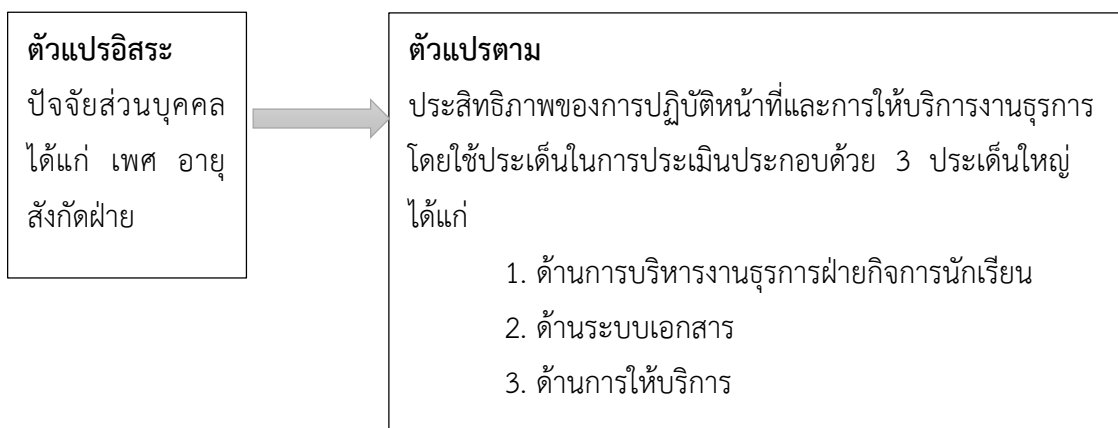 ตัวแปรอิสระ
ปัจจัยส่วนบุคคล
ได้แก่ เพศ อายุ
สังกัดฝ่าย
ตัวแปรตาม
ประสิทธิภาพของการปฏิบัติหน้าที่และการให้บริการงานธุรการ
โดยใช้ประเด็นในการประเมินประกอบด้วย 3 ประเด็นใหญ่
ได้แก่
1. ด้านการบริหารงานธุรการฝ่ายกิจการนักเรียน
2. ด้านระบบเอกสาร
3. ด้านการให้บริการ